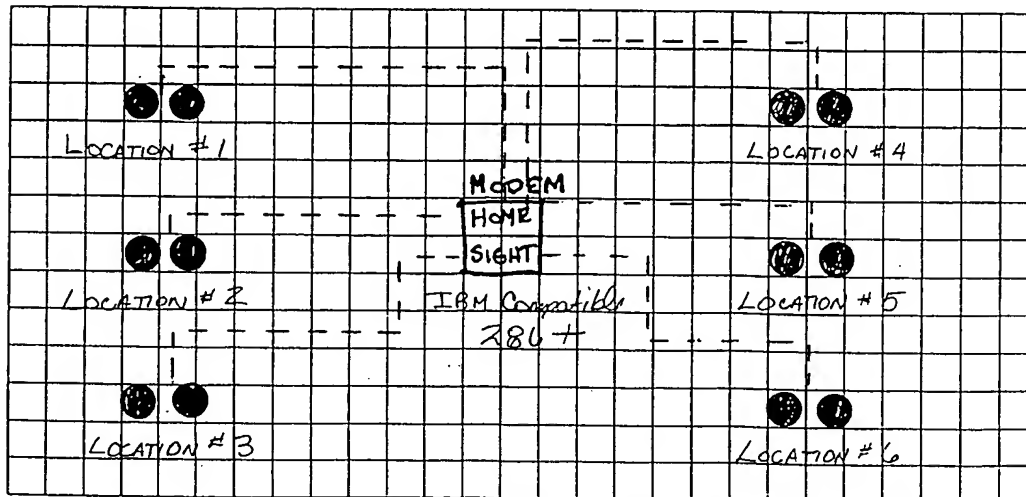 LOCATION #1
LOCATION #4
MODEM
HOME
SIGHT
LOCATION #2
IBM Compatible
286+
LOCATION #5
LOCATION #3
LOCATION #6